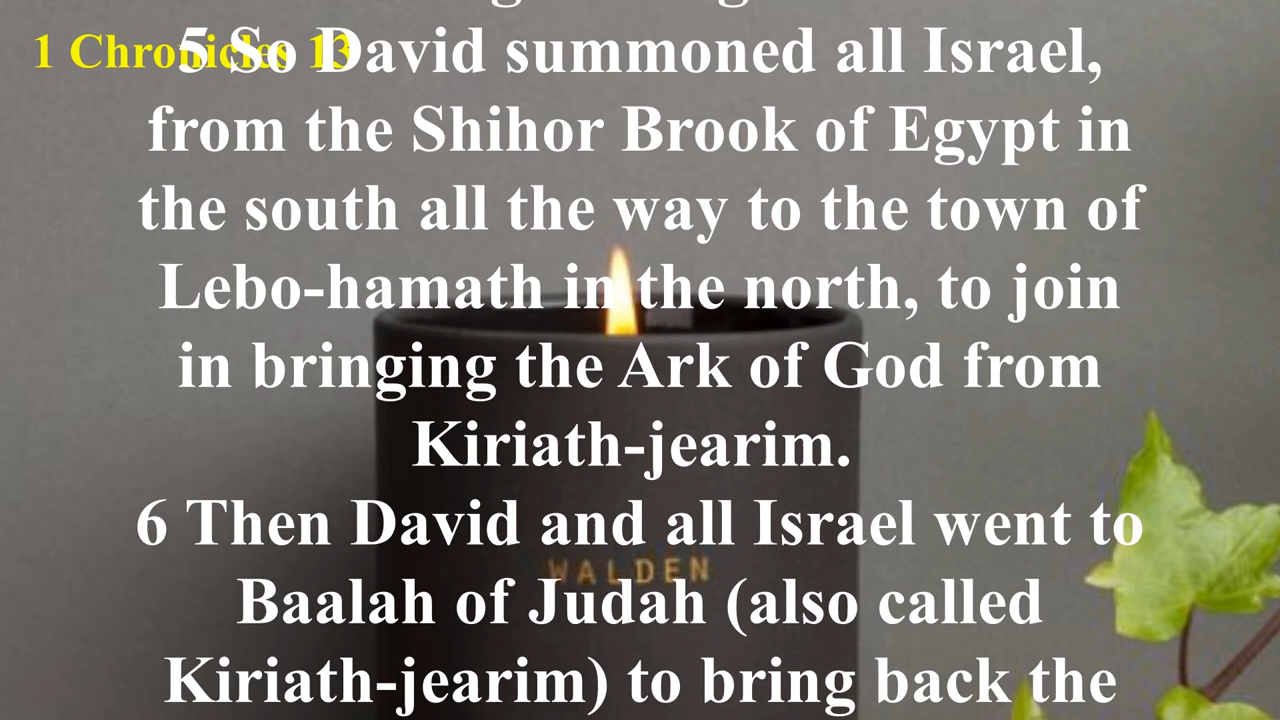 1 Chronicles 13
5 So David summoned all Israel,
from the Shihor Brook of Egypt in
the south all the way to the town of
Lebo-hamath in the north, to join
in bringing the Ark of God from
Kiriath-jearim.
6 Then David and all Israel went to
WALDEN
Baalah of Judah (also called
Kiriath-jearim) to bring back the